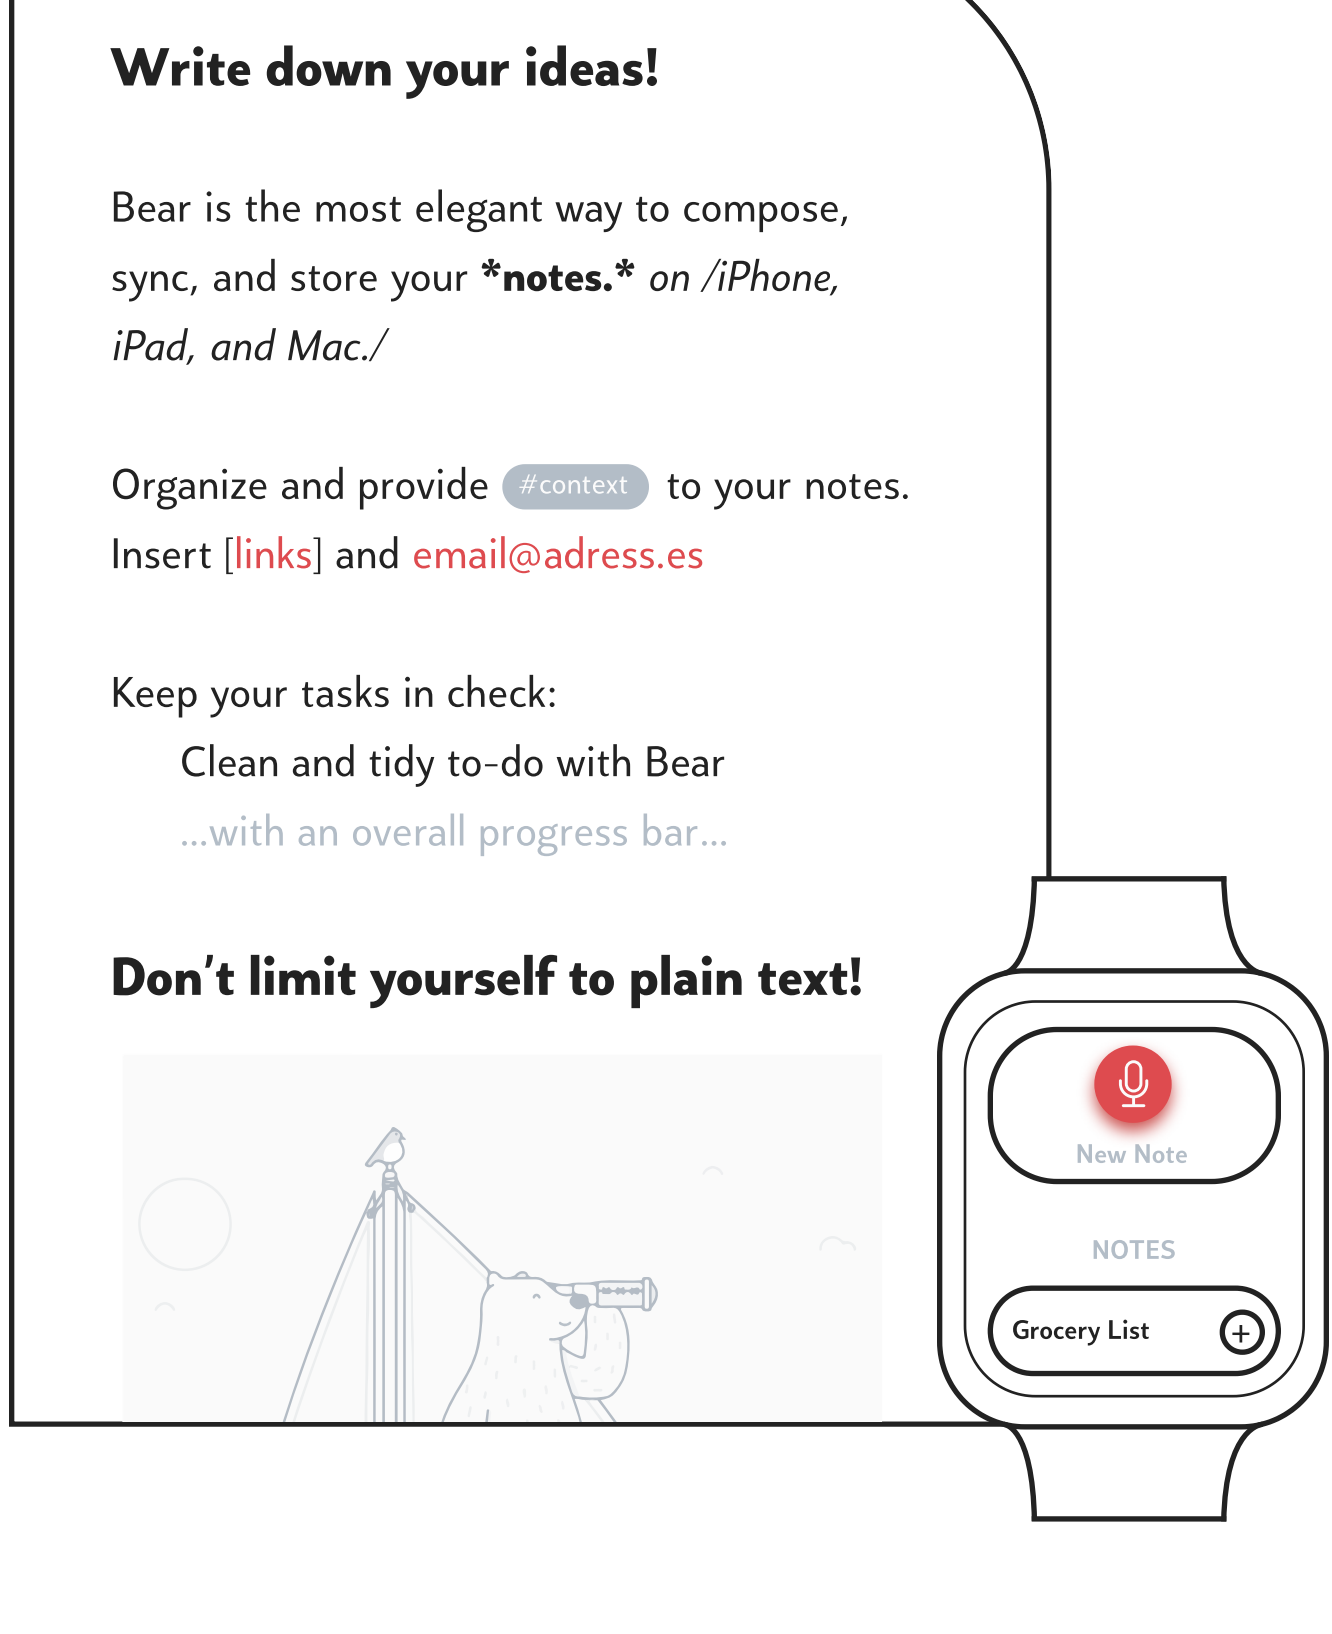 Write down your ideas!
Bear is the most elegant way to compose,
sync, and store your *notes.* on /iPhone,
iPad, and Mac./
Organize and provide #context to your notes.
Insert [links] and email@adress.es
Keep your tasks in check:
Clean and tidy to-do with Bear
...with an overall progress bar...
Don't limit yourself to plain text!
New Note
NOTES
Grocery List